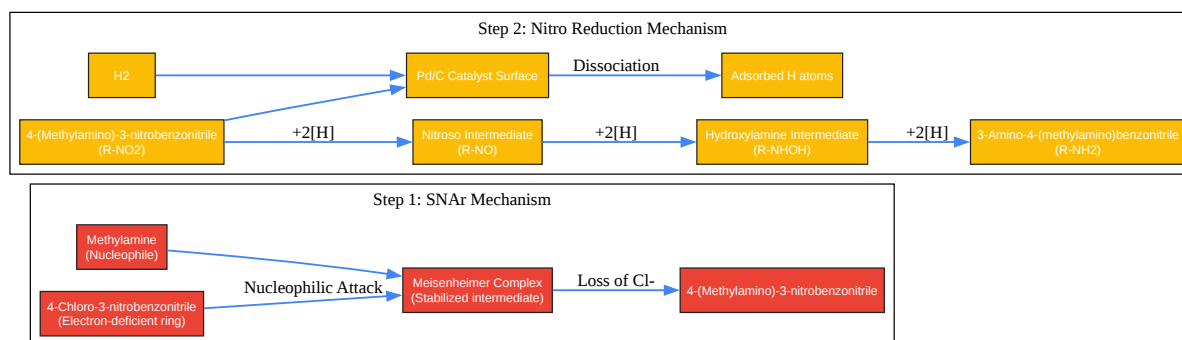 Step 2: Nitro Reduction Mechanism
H2
Pd/C Catalyst Surface
Dissociation
Adsorbed H atoms
4-(Methylamino)-3-nitrobenzonitrile
(R-NO2)
+2[H]
Nitroso Intermediate
(R-NO)
+2[H]
Hydroxylamine Intermediate
(R-NHOH)
+2[H]
3-Amino-4-(methylamino)benzonitrile
(R-NH2)
Step 1: SNAr Mechanism
Methylamine
(Nucleophile)
4-Chloro-3-nitrobenzonitrile
(Electron-deficient ring)
Nucleophilic Attack
Meisenheimer Complex
(Stabilized intermediate)
Loss of Cl-
4-(Methylamino)-3-nitrobenzonitrile